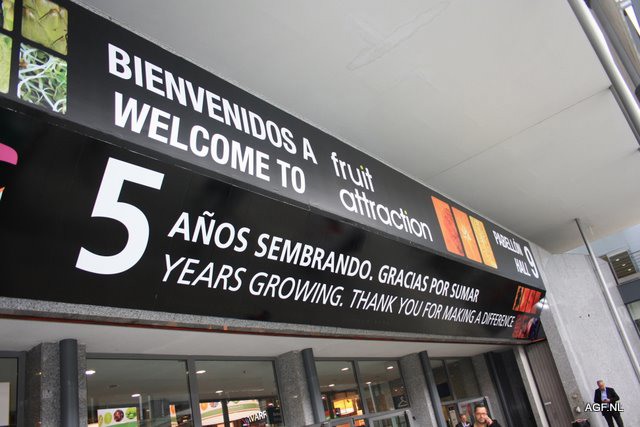 BIENVENIDOS A
WELCOME TO
fruit
attraction
PABELLÓN
HALL 9
5 AÑOS SEMBRANDO. GRACIAS POR SUMAR
YEARS GROWING. THANK YOU FOR MAKING A DIFFERENCE
AGF.NL